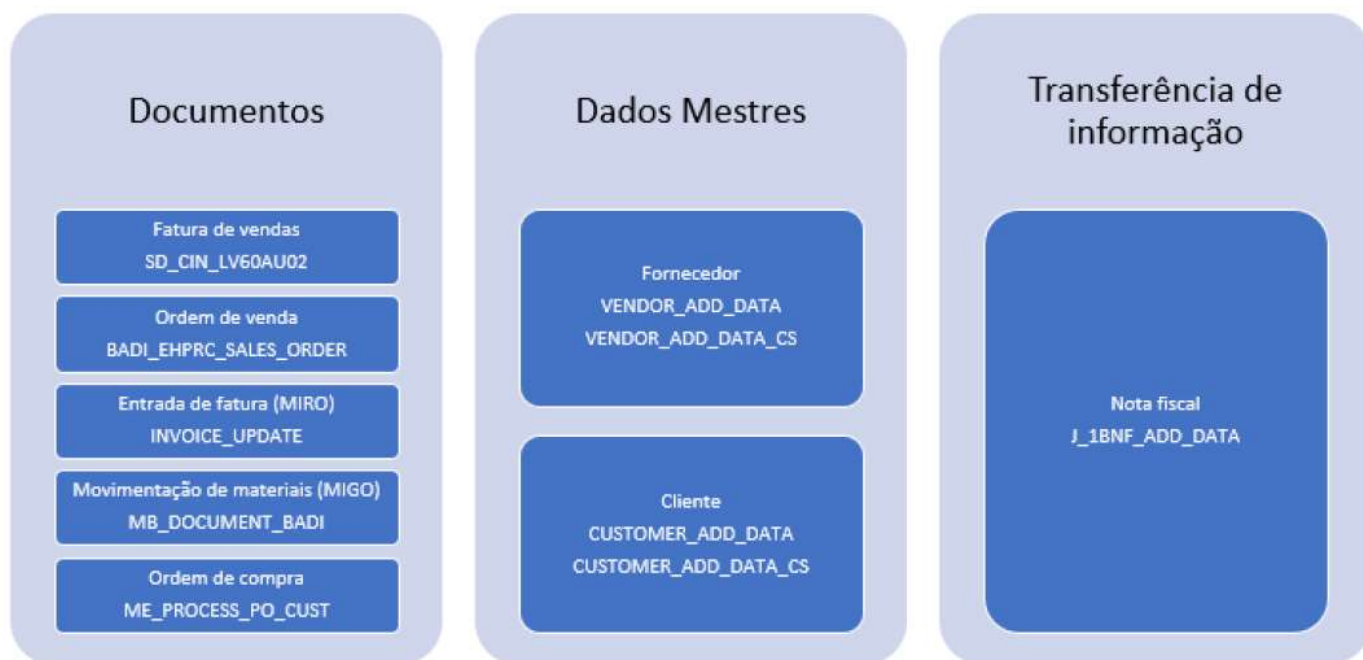 Documentos
Fatura de vendas
SD_CIN_LV60AU02
Ordem de venda
BADI_EHPRC_SALES_ORDER
Entrada de fatura (MIRO)
INVOICE_UPDATE
Movimentação de materiais (MIGO)
MB_DOCUMENT_BADI
Ordem de compra
ME_PROCESS_PO_CUST
Dados Mestres
Fornecedor
VENDOR_ADD_DATA
VENDOR_ADD_DATA_CS
Cliente
CUSTOMER_ADD_DATA
CUSTOMER_ADD_DATA_CS
Transferência de
informação
Nota fiscal
J_1BNF_ADD_DATA